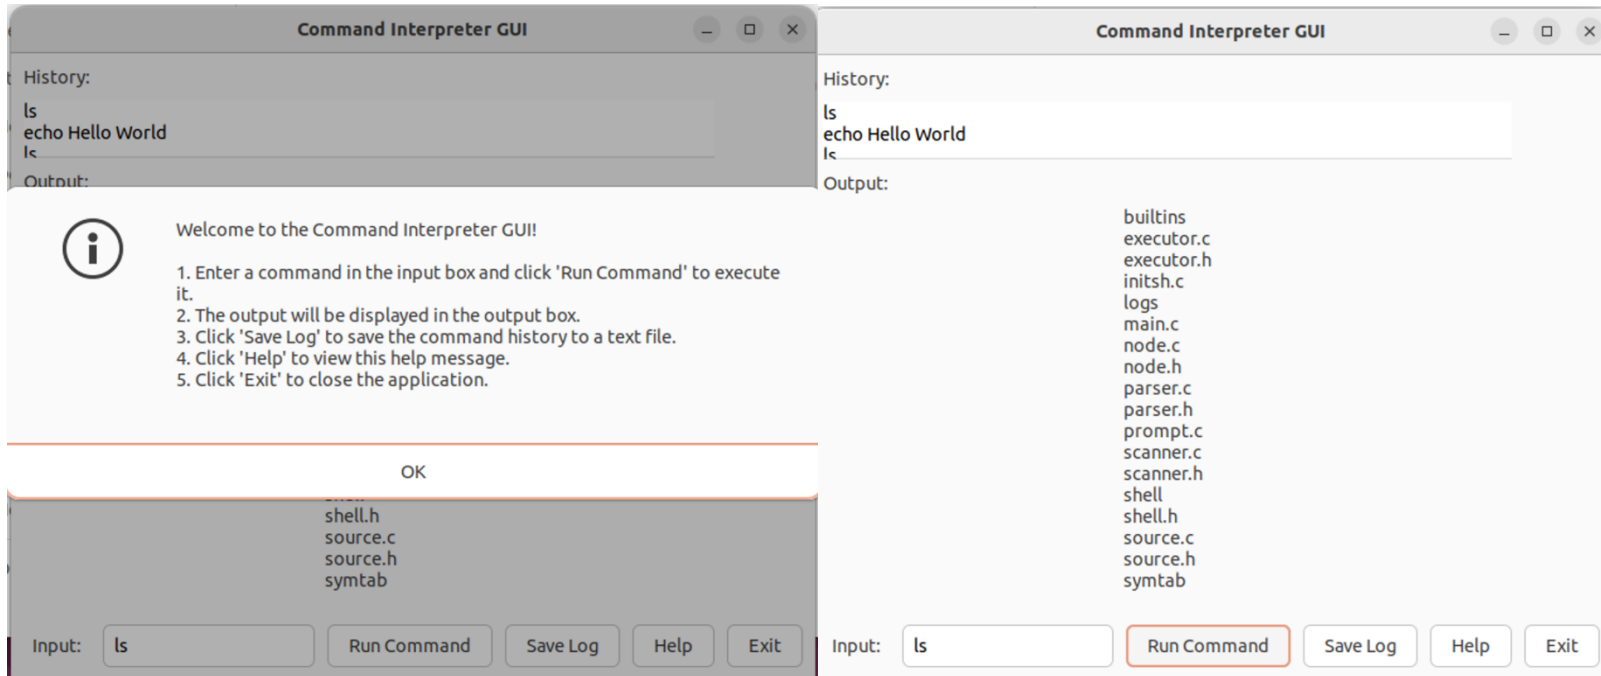 Command Interpreter GUI
History:
ls
echo Hello World
ls
Output:
Welcome to the Command Interpreter GUI!
1. Enter a command in the input box and click 'Run Command' to execute
it.
2. The output will be displayed in the output box.
3. Click 'Save Log' to save the command history to a text file.
4. Click 'Help' to view this help message.
5. Click 'Exit' to close the application.
OK
shell.h
source.c
source.h
symtab
Input:
ls
Run Command
Save Log
Help
Exit
Command Interpreter GUI
History:
ls
echo Hello World
ls
Output:
builtins
executor.c
executor.h
initsh.c
logs
main.c
node.c
node.h
parser.c
parser.h
prompt.c
scanner.c
scanner.h
shell
shell.h
source.c
source.h
symtab
Input:
ls
Run Command
Save Log
Help
Exit